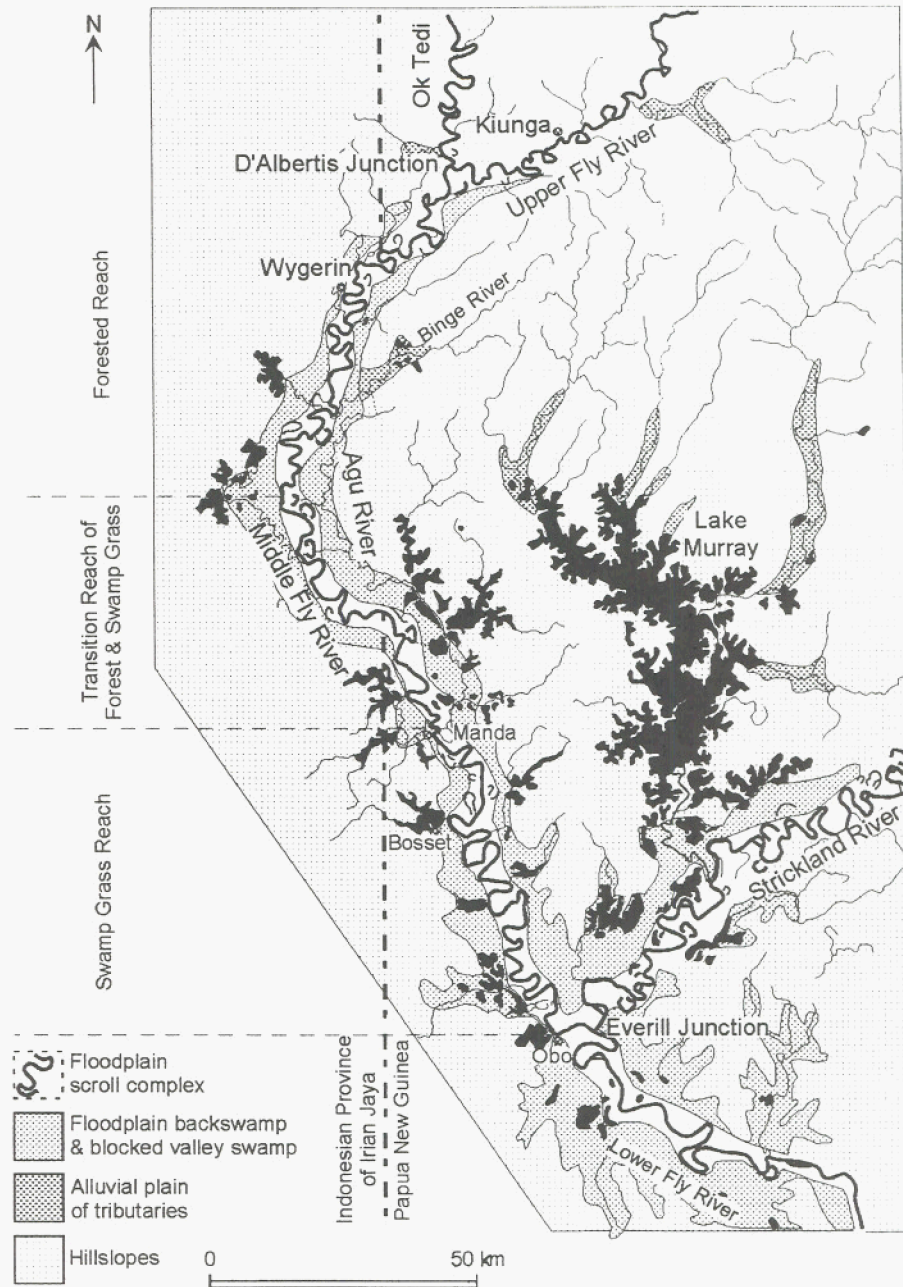 N
Ok Tedi
Kiunga
D'Albertis Junction
Upper Fly River
Wygerin
Binge River
Forested Reach
Agu River
Middle Fly River
Lake
Murray
Transition Reach of
Forest & Swamp Grass
Manda
Bosset
Strickland River
Swamp Grass Reach
Everill Junction
Obo
Lower Fly River
Floodplain
scroll complex
Floodplain backswamp
& blocked valley swamp
Alluvial plain
of tributaries
Hillslopes
Indonesian Province
of Irian Jaya
Papua New Guinea
0
50 km